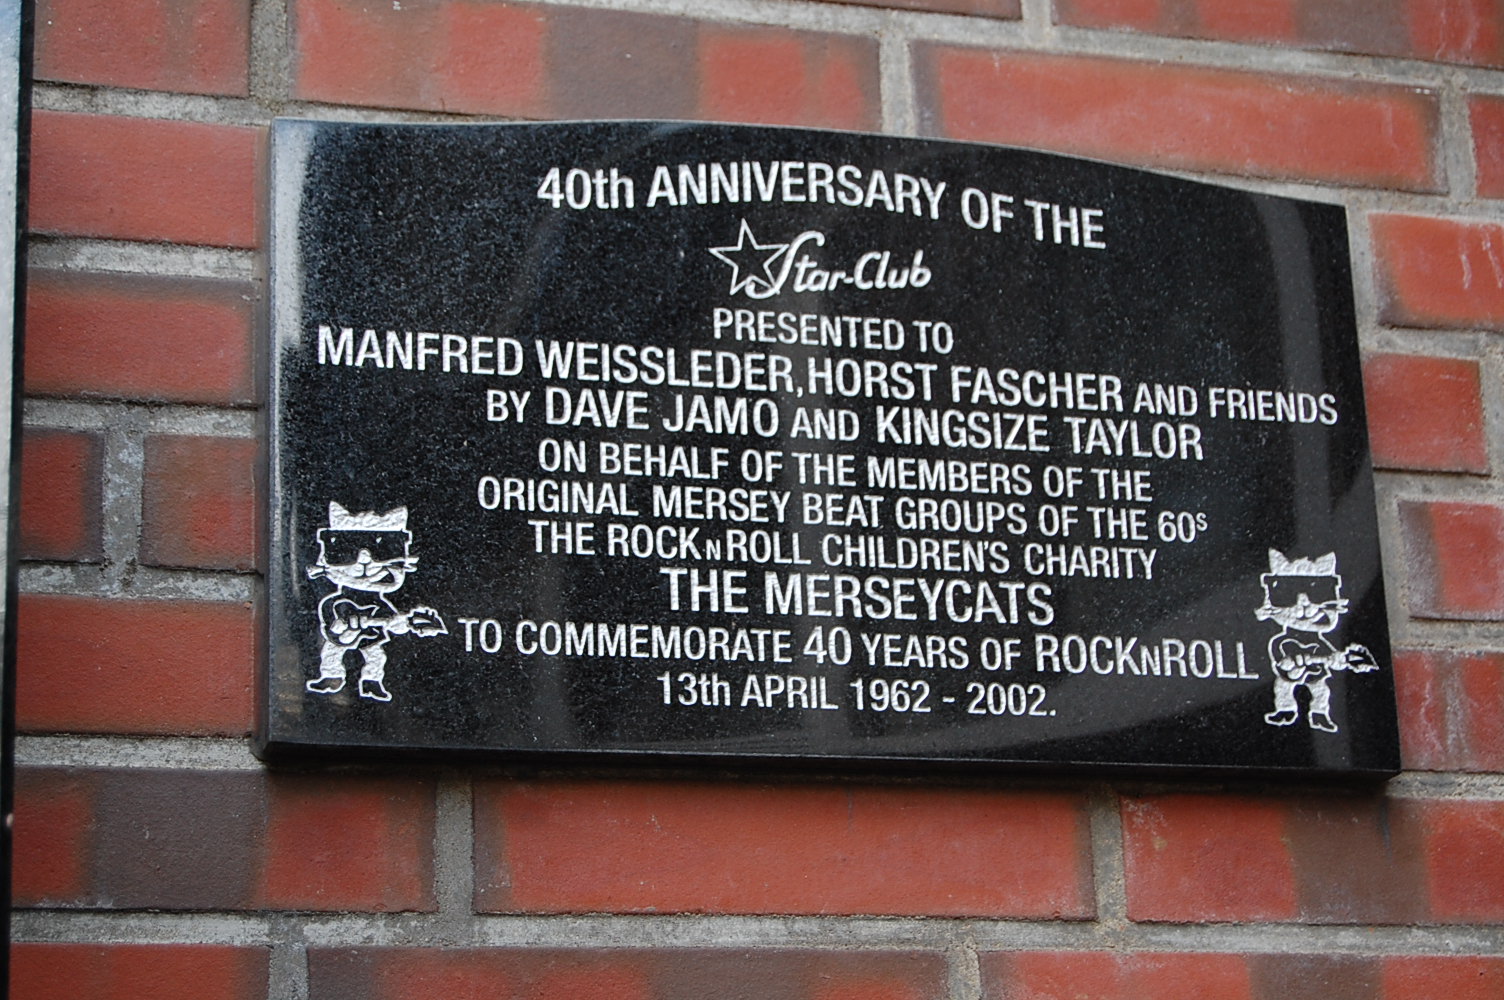 40th ANNIVERSARY OF THE
Star-Club
PRESENTED TO
MANFRED WEISSLEDER, HORST FASCHER AND FRIENDS
BY DAVE JAMO AND KINGSIZE TAYLOR
ON BEHALF OF THE MEMBERS OF THE
ORIGINAL MERSEY BEAT GROUPS OF THE 60s
THE ROCKNROLL CHILDREN'S CHARITY
THE MERSEYCATS
TO COMMEMORATE 40 YEARS OF ROCKNROLL
13th APRIL 1962 - 2002.